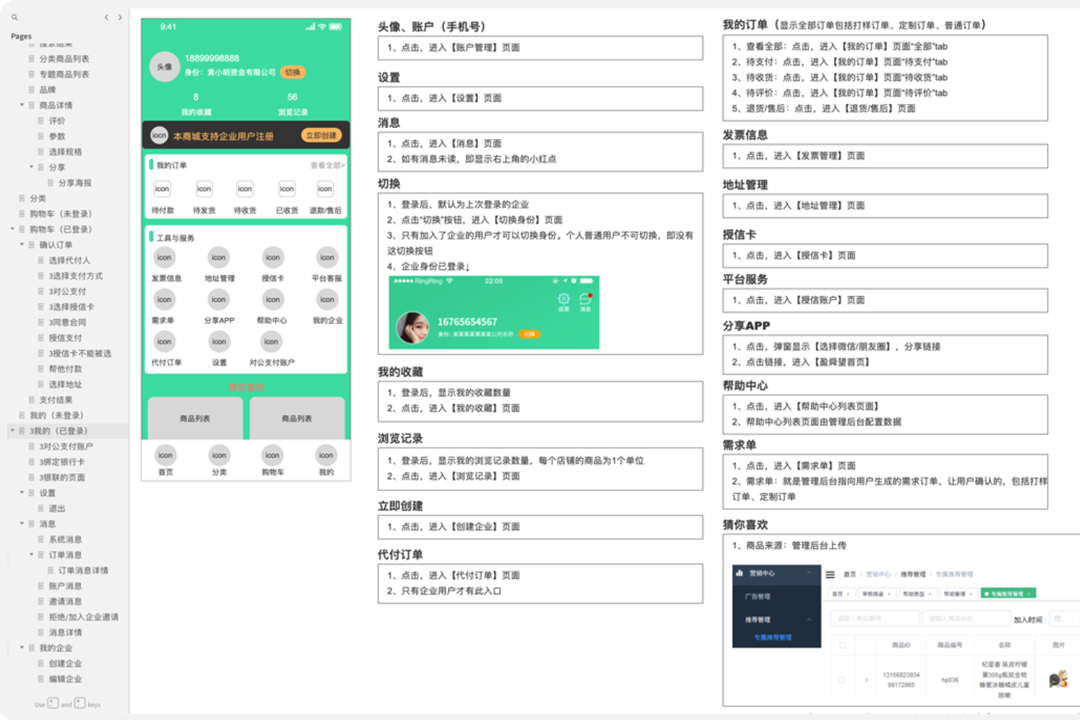 Pages
搜索结果
分类商品列表
专题商品列表
品牌
商品详情
评价
参数
选择规格
分享
分享海报
分类
购物车（未登录）
购物车（已登录）
确认订单
选择代付人
3选择支付方式
3对公支付
3选择授信卡
3同意合同
授信支付
3授信卡不能被选
帮他付款
选择地址
支付结果
我的（未登录）
3我的（已登录）
3对公支付账户
3绑定银行卡
3银联的页面
设置
退出
消息
系统消息
订单消息
订单消息详情
账户消息
邀请消息
拒绝/加入企业邀请
消息详情
我的企业
创建企业
编辑企业
Use and keys
9:41
头像
18899998888
身份：黄小明贵金有限公司 切换
8 56
我的收藏 浏览记录
icon 本商城支持企业用户注册 立即创建
我的订单 查看全部>
icon icon icon icon icon
待付款 待发货 待收货 已收货 退款/售后
工具与服务
icon icon icon icon
发票信息 地址管理 授信卡 平台客服
icon icon icon icon
需求单 分享APP 帮助中心 我的企业
icon icon icon
代付订单 设置 对公支付账户
猜你喜欢
商品列表 商品列表
icon icon icon icon
首页 分类 购物车 我的
头像、账户（手机号）
1、点击，进入【账户管理】页面
设置
1、点击，进入【设置】页面
消息
1、点击，进入【消息】页面
2、如有消息未读，即显示右上角的小红点
切换
1、登录后，默认为上次登录的企业
2、点击“切换”按钮，进入【切换身份】页面
3、只有加入了企业的用户才可以切换身份。个人普通用户不可切换，即没有
这切换按钮
4、企业身份已登录↓
RingRing 22:05
设置 消息
16765654567
切换
我的收藏
1、登录后，显示我的收藏数量
2、点击，进入【我的收藏】页面
浏览记录
1、登录后，显示我的浏览记录数量，每个店铺的商品为1个单位
2、点击，进入【浏览记录】页面
立即创建
1、点击，进入【创建企业】页面
代付订单
1、点击，进入【代付订单】页面
2、只有企业用户才有此入口
我的订单（显示全部订单包括打样订单、定制订单、普通订单）
1、查看全部：点击，进入【我的订单】页面“全部”tab
2、待支付：点击，进入【我的订单】页面“待支付”tab
3、待收货：点击，进入【我的订单】页面“待收货”tab
4、待评价：点击，进入【我的订单】页面“待评价”tab
5、退货/售后：点击，进入【退货/售后】页面
发票信息
1、点击，进入【发票管理】页面
地址管理
1、点击，进入【地址管理】页面
授信卡
1、点击，进入【授信卡】页面
平台服务
1、点击，进入【授信账户】页面
分享APP
1、点击，弹窗显示【选择微信/朋友圈】，分享链接
2、点击链接，进入【盈舜望首页】
帮助中心
1、点击，进入【帮助中心列表页面】
2、帮助中心列表页面由管理后台配置数据
需求单
1、点击，进入【需求单】页面
2、需求单：就是管理后台指向用户生成的需求订单，让用户确认的，包括打样
订单、定制订单
猜你喜欢
1、商品来源：管理后台上传
营销中心
广告管理
推荐管理
专属推荐管理
首页 / 营销中心 / 推荐管理 / 专属推荐管理
首页 审核商品 帮助类型 帮助管理 专属推荐管理
请输入商品编号 请输入商品名称 加入时间：
商品ID 商品编号 名称 图片
13156823934
99172865
hp036